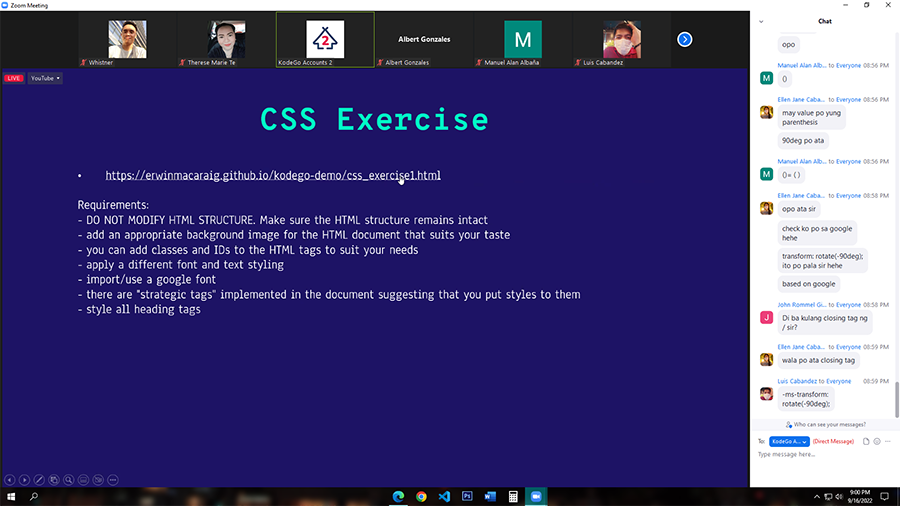 Zoom Meeting
Whistner
Therese Marie Te
2
KodeGo Accounts 2
Albert Gonzales
Albert Gonzales
M
Manuel Alan Albaña
Luis Cabandez
LIVE
YouTube
CSS Exercise
• https://erwinmacaraig.github.io/kodego-demo/css_exercise1.html
Requirements:
- DO NOT MODIFY HTML STRUCTURE. Make sure the HTML structure remains intact
- add an appropriate background image for the HTML document that suits your taste
- you can add classes and IDs to the HTML tags to suit your needs
- apply a different font and text styling
- import/use a google font
- there are "strategic tags" implemented in the document suggesting that you put styles to them
- style all heading tags
Chat
opo
Manuel Alan Alb... to Everyone 08:56 PM
M
()
Ellen Jane Caba... to Everyone 08:56 PM
may value po yung
parenthesis
90deg po ata
Manuel Alan Alb... to Everyone 08:56 PM
M
()= ( )
Ellen Jane Caba... to Everyone 08:58 PM
opo ata sir
check ko po sa google
hehe
transform: rotate(-90deg);
ito po pala sir hehe
based on google
John Rommel Gi... to Everyone 08:58 PM
J
Di ba kulang closing tag ng
/ sir?
Ellen Jane Caba... to Everyone 08:59 PM
wala po ata closing tag
Luis Cabandez to Everyone 08:59 PM
-ms-transform:
rotate(-90deg);
Who can see your messages?
To: KodeGo A... (Direct Message)
Type message here...
9:00 PM
9/16/2022